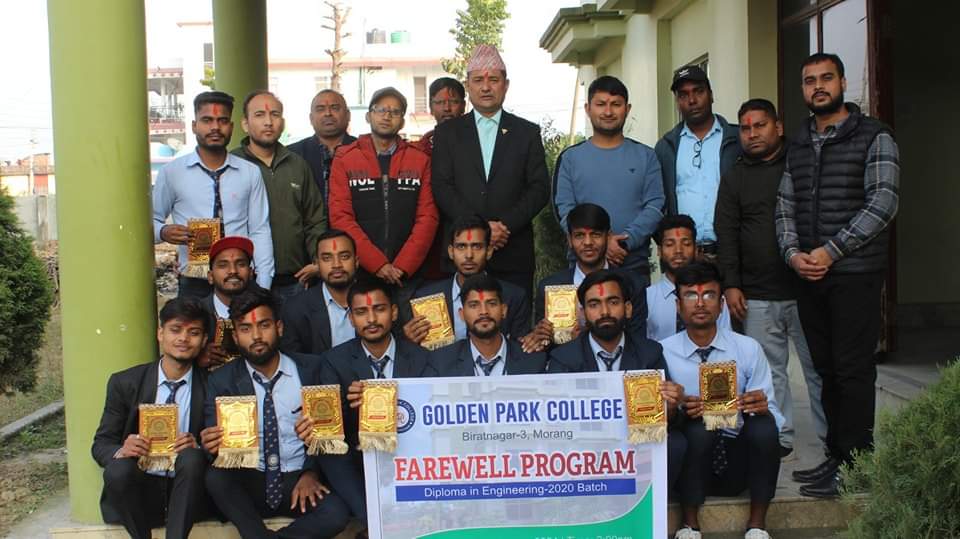 GOLDEN PARK COLLEGE
Biratnagar-3, Morang
FAREWELL PROGRAM
Diploma in Engineering-2020 Batch